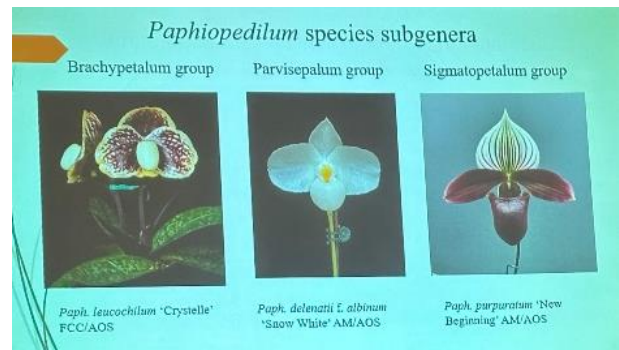 Paphiopedilum species subgenera
Brachypetalum group
Parvisepalum group
Sigmatopetalum group
Paph. leucochilum ‘Crystelle’
FCC/AOS
Paph. delenatii f. albinum
‘Snow White’ AM/AOS
Paph. purpuratum ‘New
Beginning’ AM/AOS